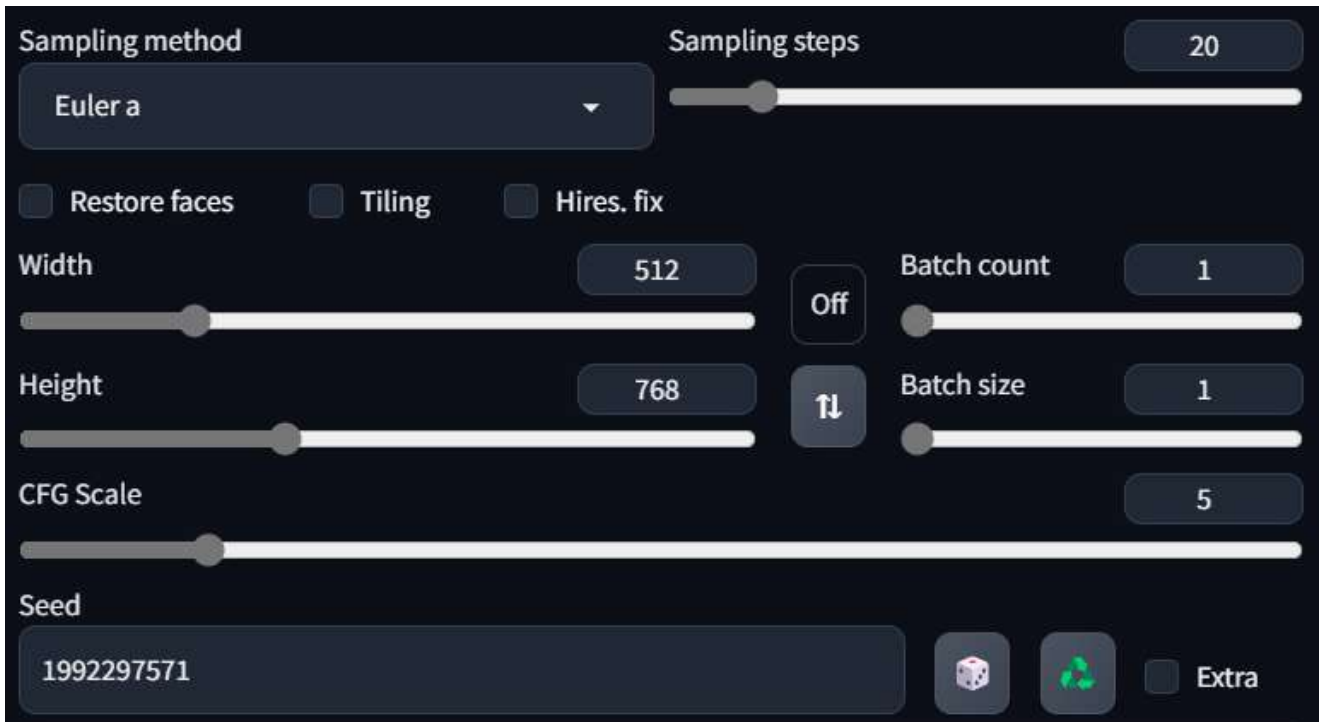 Sampling method
Sampling steps
20
Euler a
Restore faces
Tiling
Hires. fix
Width
512
Off
Batch count
1
Height
768
Batch size
1
CFG Scale
5
Seed
1992297571
Extra